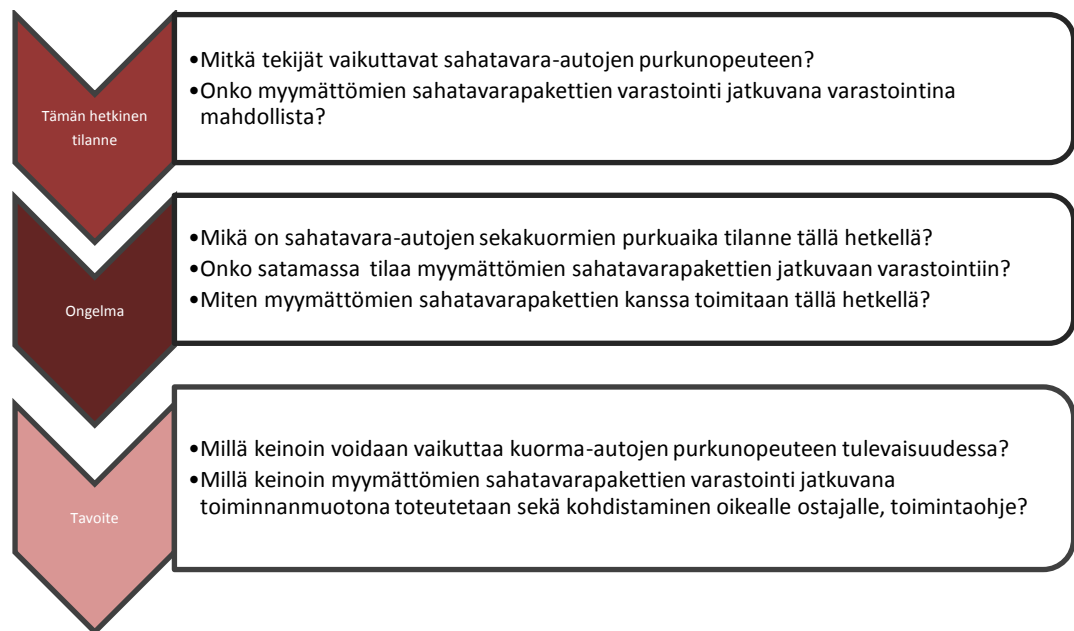 Tämän hetkinen
tilanne
•Mitkä tekijät vaikuttavat sahatavara-autojen purkunopeuteen?
•Onko myymättömien sahatavarapakettien varastointi jatkuvana varastointina
mahdollista?
Ongelma
•Mikä on sahatavara-autojen sekakuormien purkuaika tilanne tällä hetkellä?
•Onko satamassa tilaa myymättömien sahatavarapakettien jatkuvaan varastointiin?
•Miten myymättömien sahatavarapakettien kanssa toimitaan tällä hetkellä?
Tavoite
•Millä keinoin voidaan vaikuttaa kuorma-autojen purkunopeuteen tulevaisuudessa?
•Millä keinoin myymättömien sahatavarapakettien varastointi jatkuvana
toiminnanmuotona toteutetaan sekä kohdistaminen oikealle ostajalle, toimintaohje?